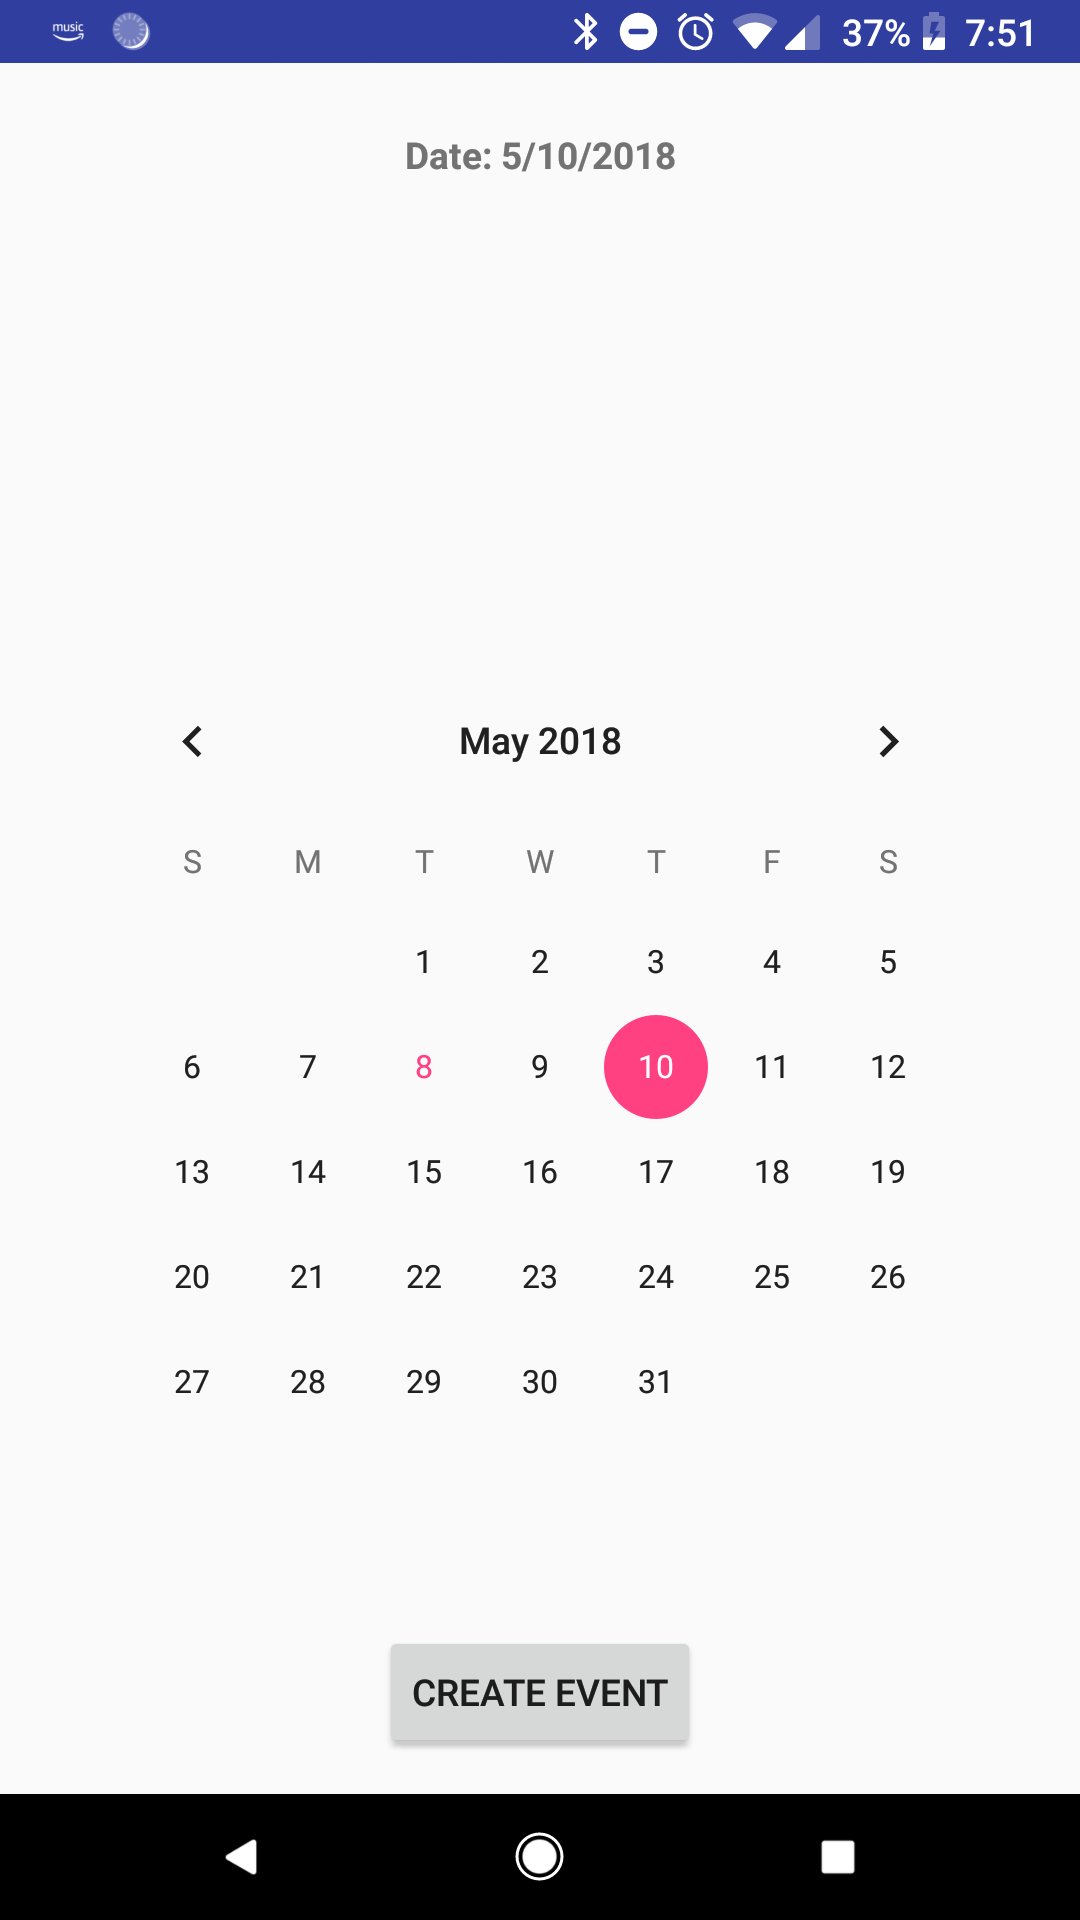 music 37% 7:51
Date: 5/10/2018
May 2018
S M T W T F S
1 2 3 4 5
6 7 8 9 10 11 12
13 14 15 16 17 18 19
20 21 22 23 24 25 26
27 28 29 30 31
CREATE EVENT